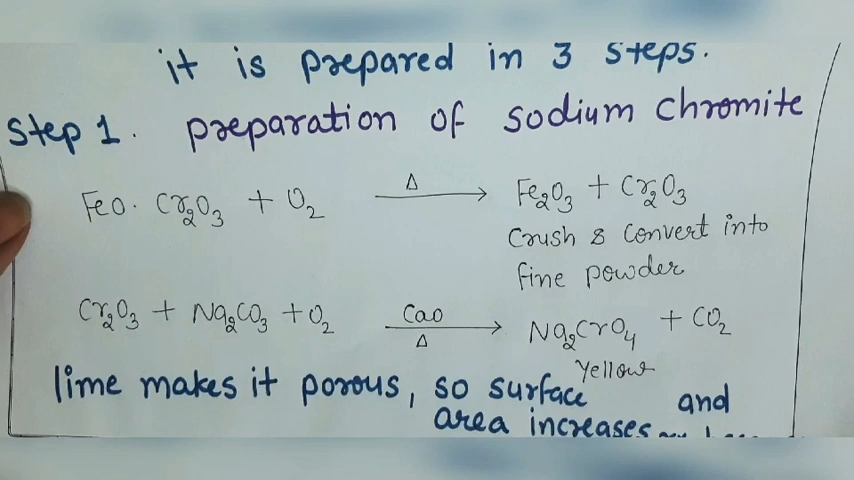 it is prepared in 3 steps.
Step 1. preparation of sodium chromite
FeO. Cr₂O₃ + O₂ —Δ→ Fe₂O₃ + Cr₂O₃
Crush & Convert into
fine powder
Cr₂O₃ + Na₂CO₃ + O₂ —CaO/Δ→ Na₂CrO₄ + CO₂
Yellow
lime makes it porous, so surface and
area increases